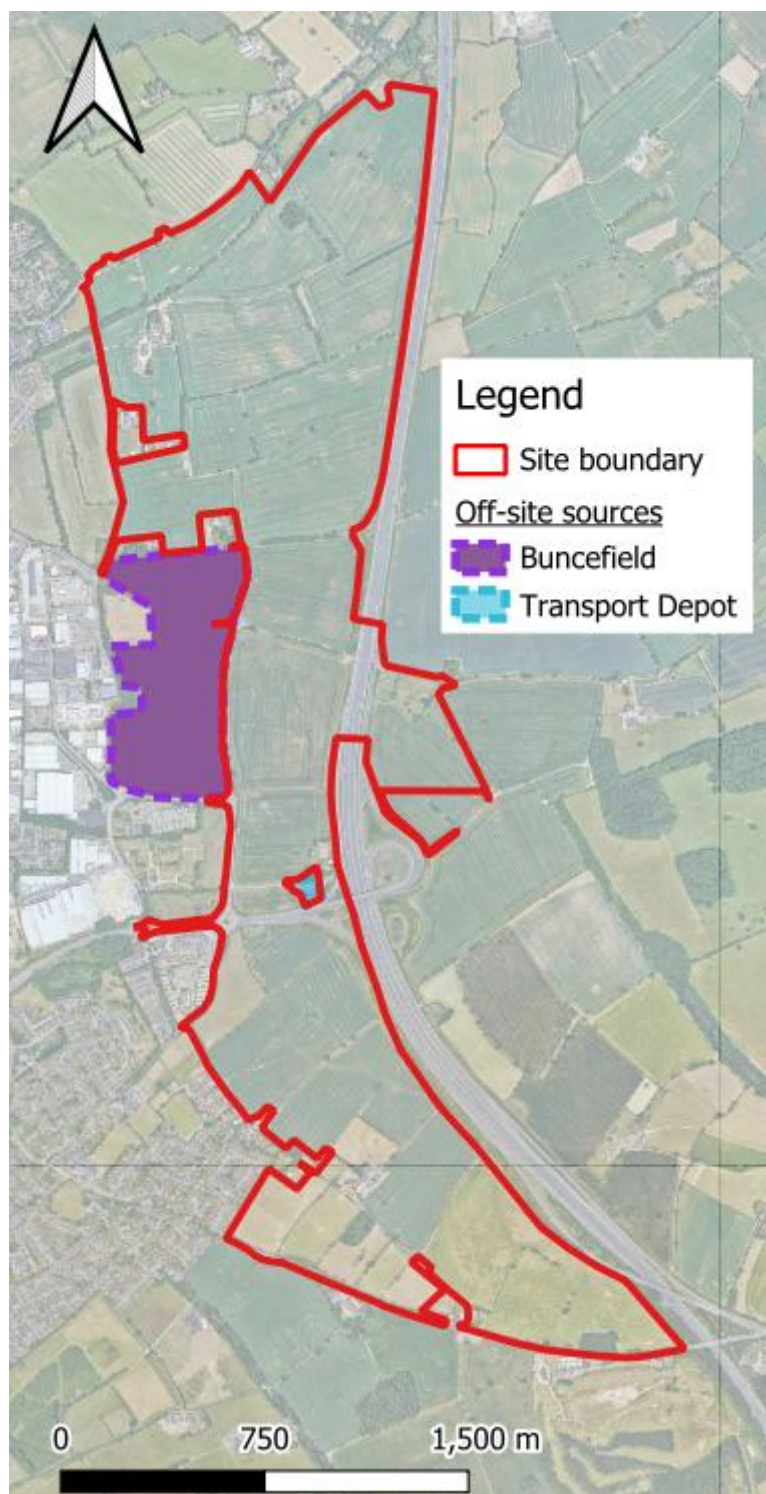 Legend
Site boundary
Off-site sources
Buncefield
Transport Depot
0 750 1,500 m